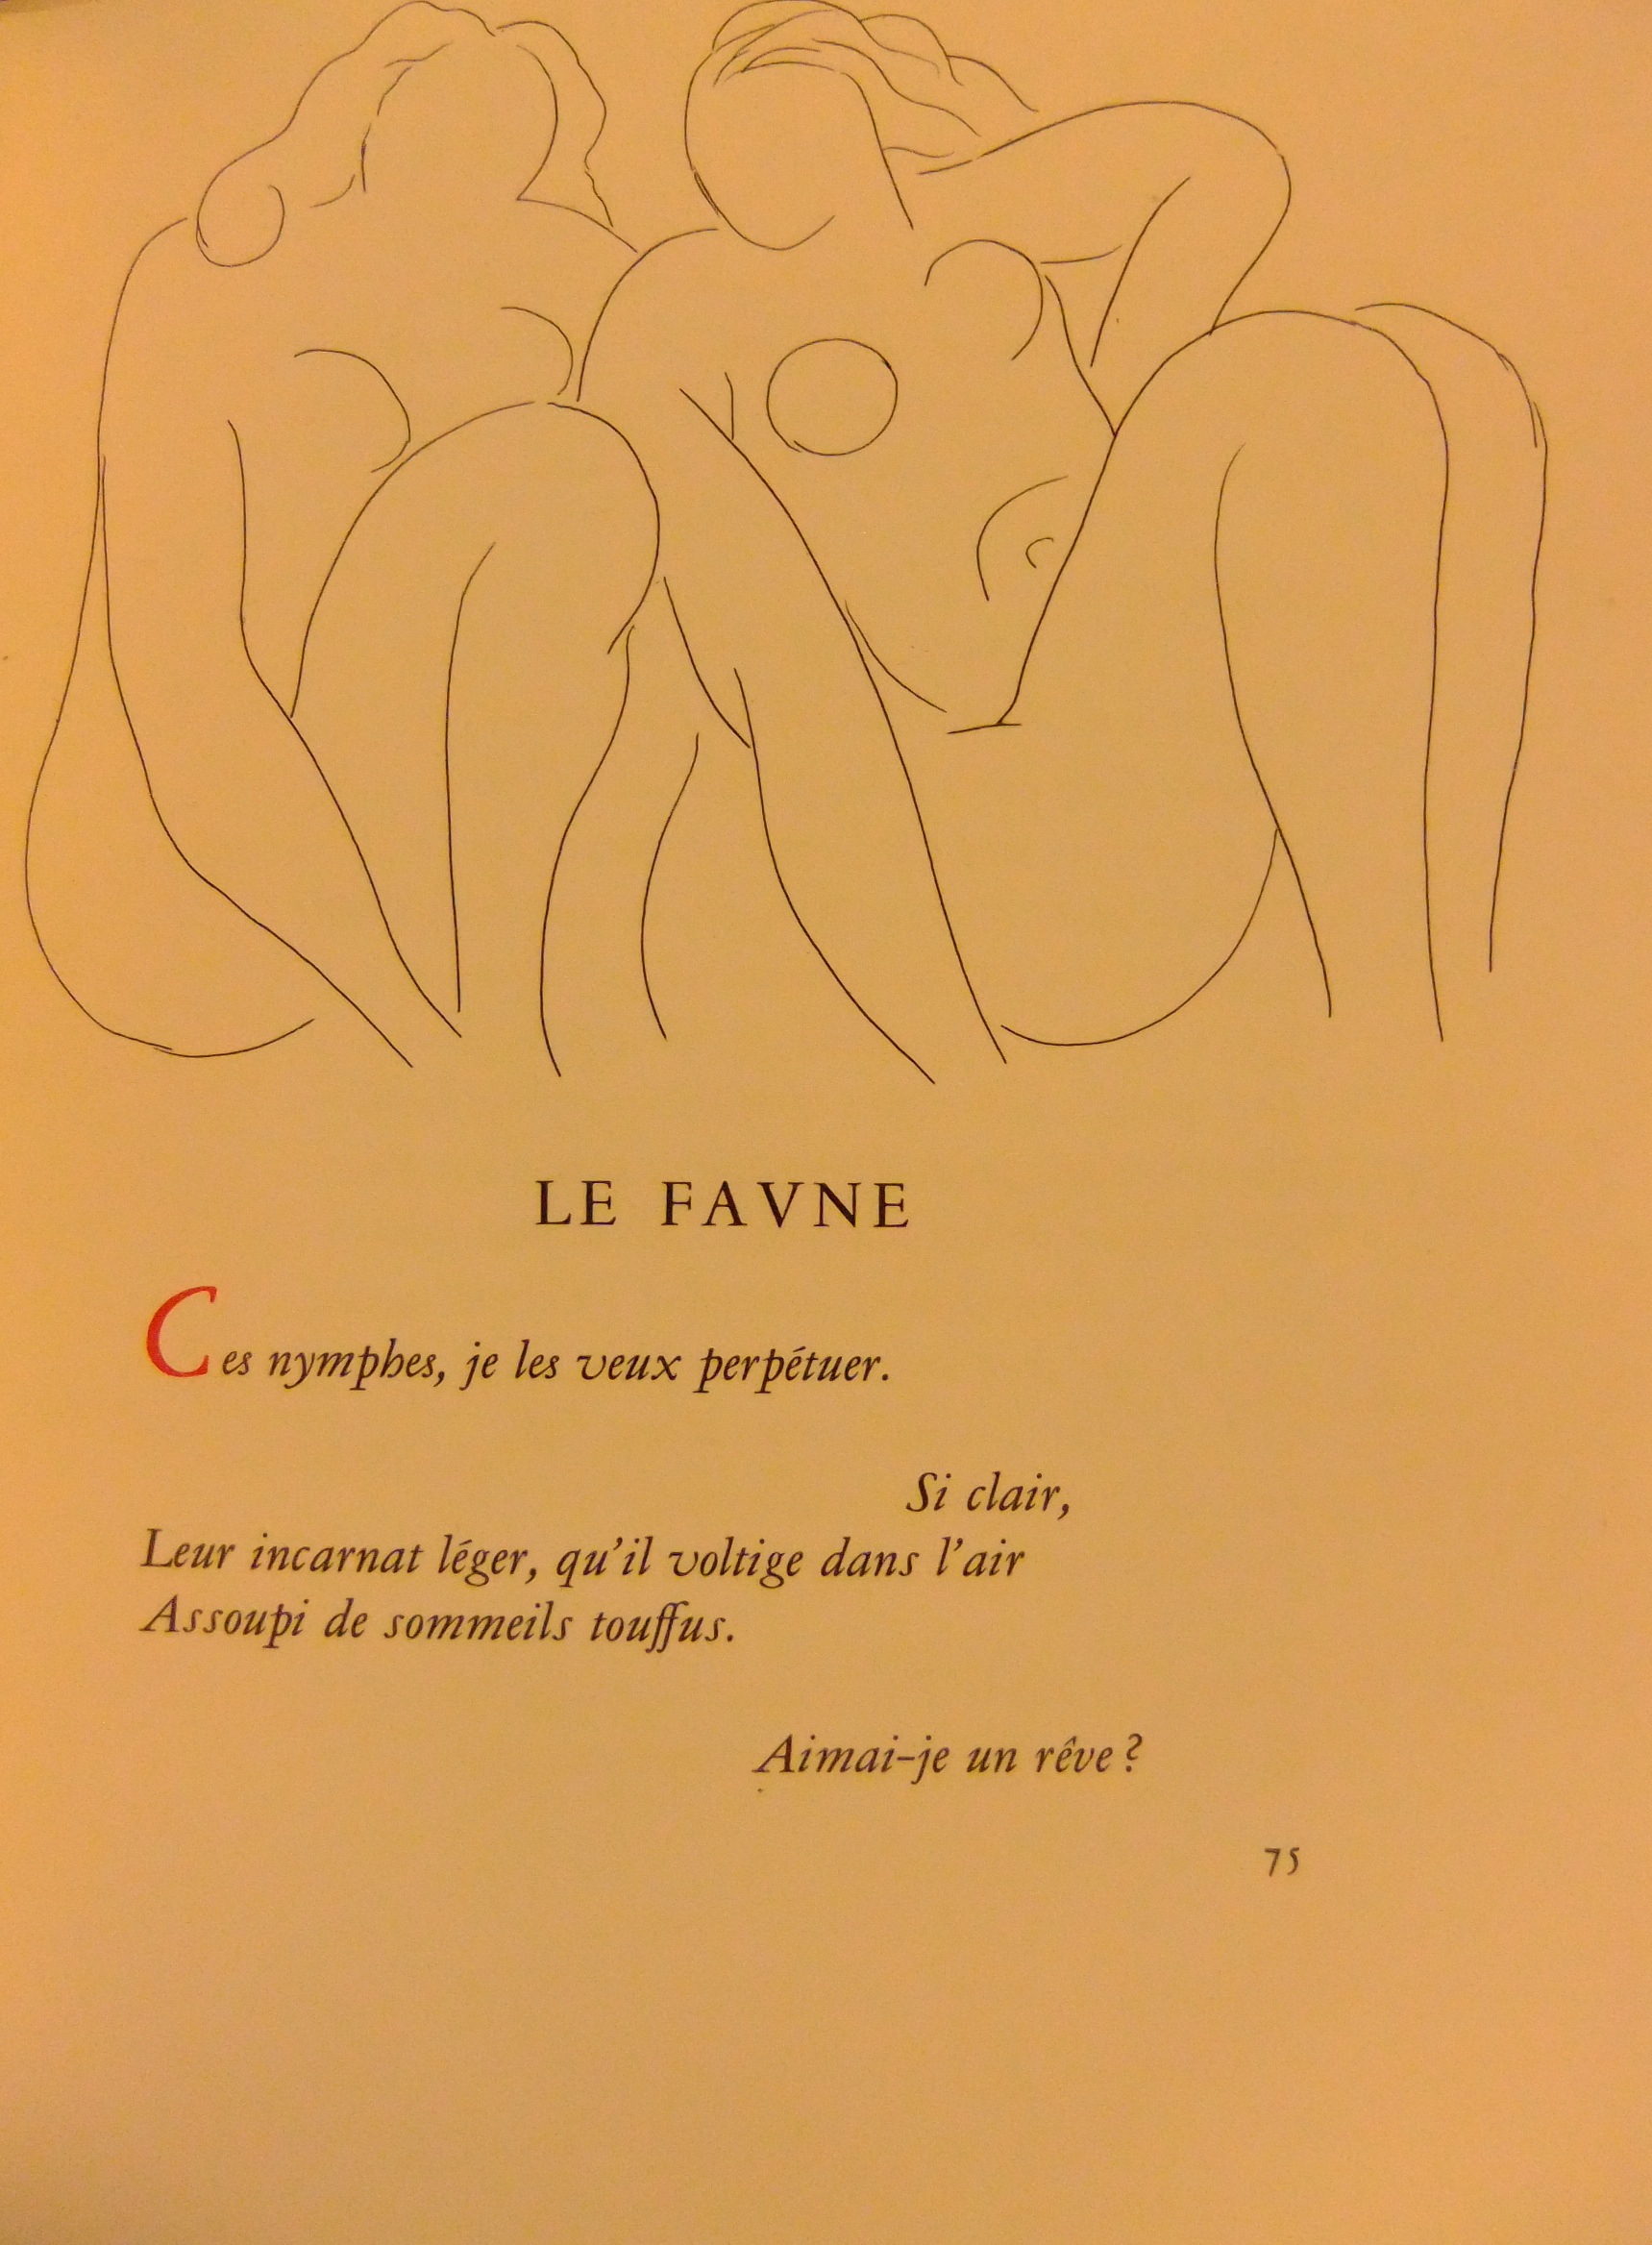 LE FAVNE
Ces nymphes, je les veux perpétuer.
Si clair,
Leur incarnat léger, qu’il voltige dans l’air
Assoupi de sommeils touffus.
Aimai-je un rêve ?
75